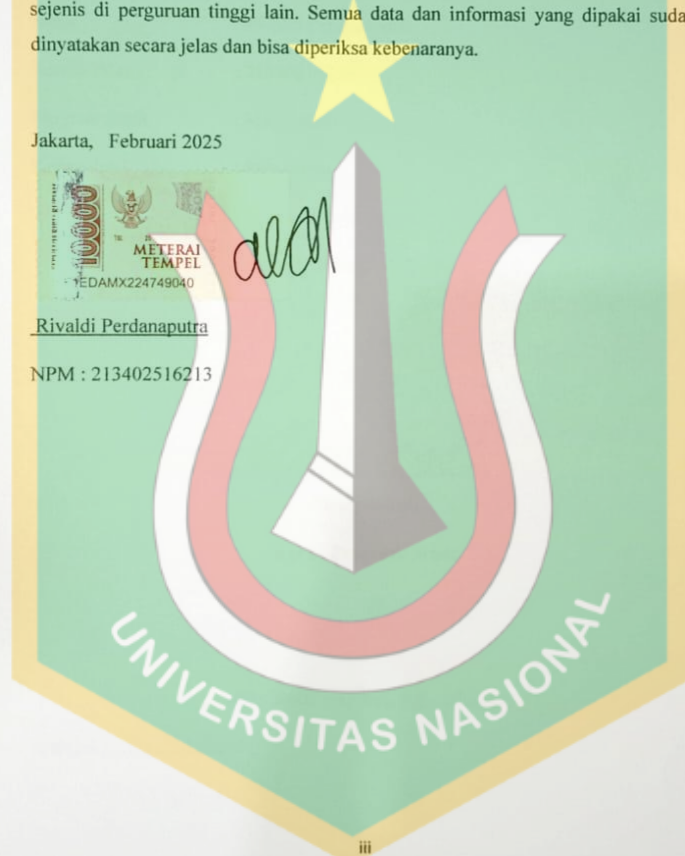 sejenis di perguruan tinggi lain. Semua data dan informasi yang dipakai suda
dinyatakan secara jelas dan bisa diperiksa kebenaranya.
Jakarta, Februari 2025
10000
METERAI
TEMPEL
EDAMX224749040
Rivaldi Perdanaputra
NPM : 213402516213
UNIVERSITAS NASIONAL
iii